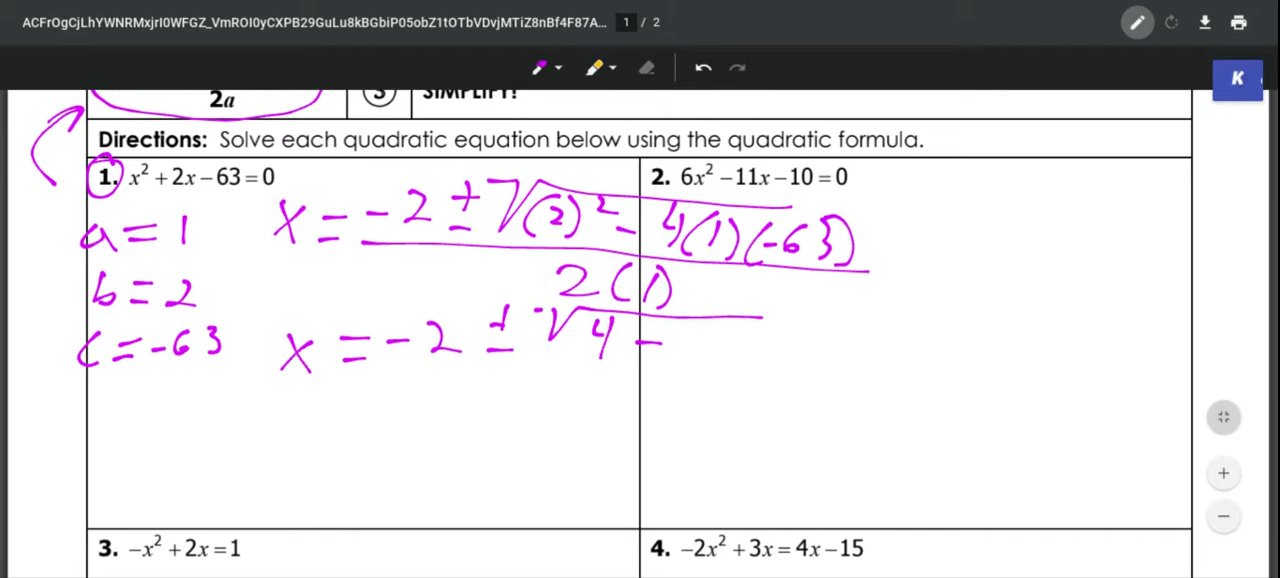 ACFrOgCjLhYWNRMxjrI0WFGZ_VmROI0yCXPB29GuLu8kBGbiP05obZ1tOTbVDvjMTiZ8nBf4F87A... 1 / 2
K
2a
3 SIMPLIFY!
Directions: Solve each quadratic equation below using the quadratic formula.
1. x² + 2x – 63 = 0
a = 1
b = 2
c = -63
x = -2 ± √(2)² - 4(1)(-63)
2(1)
x = -2 ± √4 -
2. 6x² – 11x – 10 = 0
3. –x² + 2x = 1
4. –2x² + 3x = 4x – 15